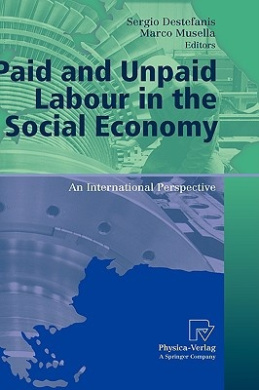 Sergio Destefanis
Marco Musella
Editors
Paid and Unpaid
Labour in the
Social Economy
An International Perspective
Physica-Verlag
A Springer Company